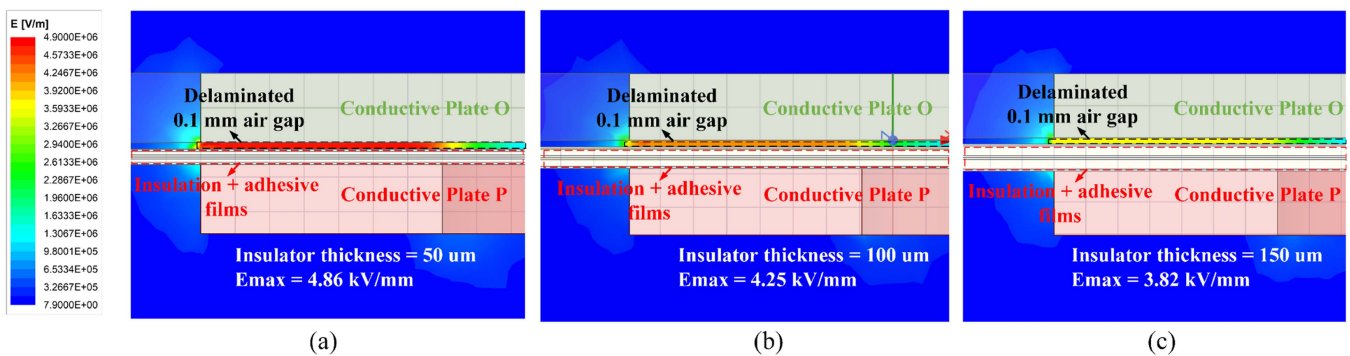 E [V/m]
4.9000E+06
4.5733E+06
4.2467E+06
3.9200E+06
3.5933E+06
3.2667E+06
2.9400E+06
2.6133E+06
2.2867E+06
1.9600E+06
1.6333E+06
1.3067E+06
9.8001E+05
6.5334E+05
3.2667E+05
7.9000E+00
Delaminated
0.1 mm air gap
Conductive Plate O
Insulation + adhesive
films
Conductive Plate P
Insulator thickness = 50 um
Emax = 4.86 kV/mm
(a)
Delaminated
0.1 mm air gap
Conductive Plate O
Insulation + adhesive
films
Conductive Plate P
Insulator thickness = 100 um
Emax = 4.25 kV/mm
(b)
Delaminated
0.1 mm air gap
Conductive Plate O
Insulation + adhesive
films
Conductive Plate P
Insulator thickness = 150 um
Emax = 3.82 kV/mm
(c)